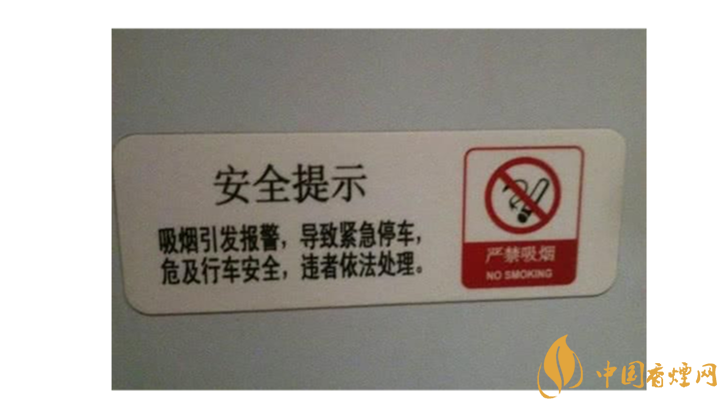 安全提示
吸烟引发报警，导致紧急停车，
危及行车安全，违者依法处理。
严禁吸烟
NO SMOKING
中国香煙网